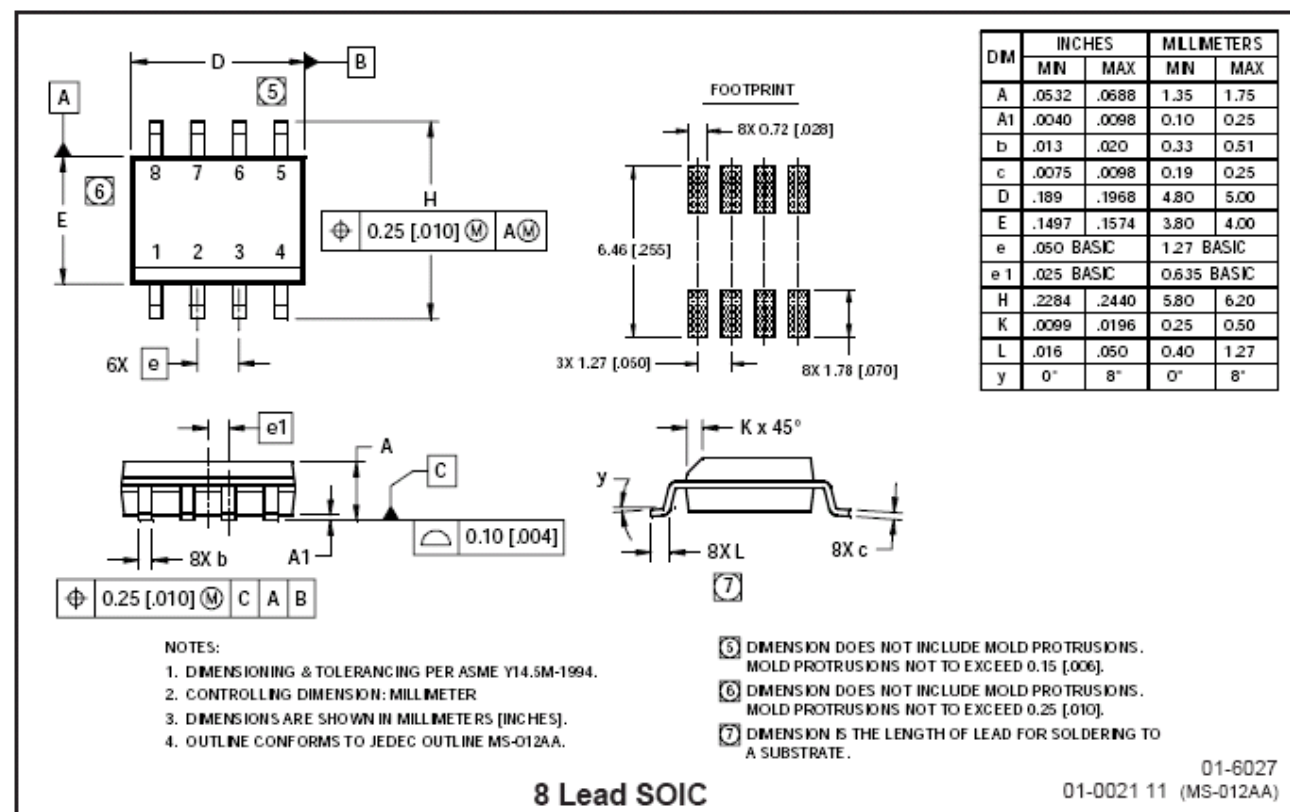 D
B
5
A
8 7 6 5
6
E
H
⌖ 0.25 [.010] Ⓜ AⓂ
1 2 3 4
6X e
FOOTPRINT
8X 0.72 [.028]
6.46 [.255]
3X 1.27 [.050]
8X 1.78 [.070]
DIM INCHES MILLIMETERS
MIN MAX MIN MAX
A .0532 .0688 1.35 1.75
A1 .0040 .0098 0.10 0.25
b .013 .020 0.33 0.51
c .0075 .0098 0.19 0.25
D .189 .1968 4.80 5.00
E .1497 .1574 3.80 4.00
e .050 BASIC 1.27 BASIC
e 1 .025 BASIC 0.635 BASIC
H .2284 .2440 5.80 6.20
K .0099 .0196 0.25 0.50
L .016 .050 0.40 1.27
y 0° 8° 0° 8°
e1
A
C
0.10 [.004]
8X b
A1
⌖ 0.25 [.010] Ⓜ C A B
K x 45°
y
8X L
8X c
7
NOTES:
1. DIMENSIONING & TOLERANCING PER ASME Y14.5M-1994.
2. CONTROLLING DIMENSION: MILLIMETER
3. DIMENSIONS ARE SHOWN IN MILLIMETERS [INCHES].
4. OUTLINE CONFORMS TO JEDEC OUTLINE MS-012AA.
5 DIMENSION DOES NOT INCLUDE MOLD PROTRUSIONS.
MOLD PROTRUSIONS NOT TO EXCEED 0.15 [.006].
6 DIMENSION DOES NOT INCLUDE MOLD PROTRUSIONS.
MOLD PROTRUSIONS NOT TO EXCEED 0.25 [.010].
7 DIMENSION IS THE LENGTH OF LEAD FOR SOLDERING TO
A SUBSTRATE.
8 Lead SOIC
01-6027
01-0021 11 (MS-012AA)